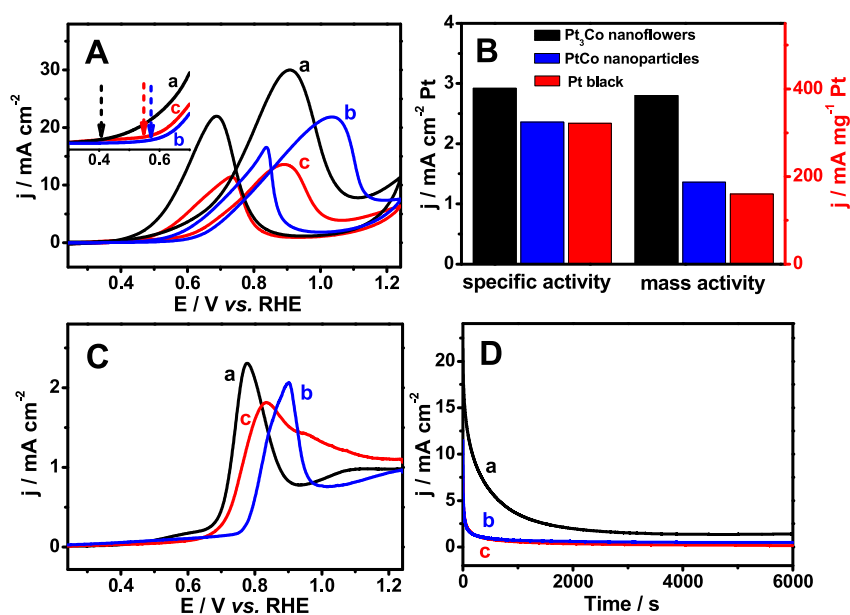 A
j / mA cm⁻²
30
20
10
0
0.4 0.6 0.8 1.0 1.2
E / V vs. RHE
a
b
c
a
c
b
0.4 0.6
B
Pt₃Co nanoflowers
PtCo nanoparticles
Pt black
j / mA cm⁻² Pt
4
3
2
1
0
j / mA mg⁻¹ Pt
400
200
0
specific activity mass activity
C
j / mA cm⁻²
2
1
0
a
b
c
0.4 0.6 0.8 1.0 1.2
E / V vs. RHE
D
j / mA cm⁻²
20
15
10
5
0
a
b
c
0 2000 4000 6000
Time / s